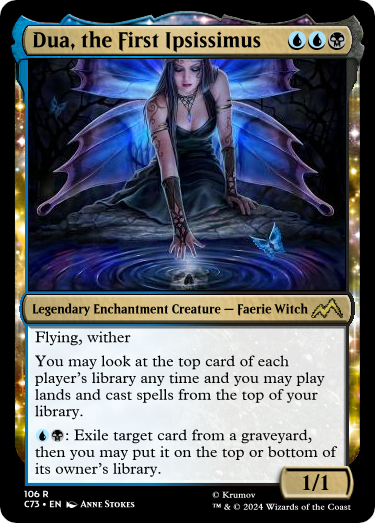 Dua, the First Ipsissimus
Legendary Enchantment Creature — Faerie Witch
Flying, wither
You may look at the top card of each
player's library any time and you may play
lands and cast spells from the top of your
library.
: Exile target card from a graveyard,
then you may put it on the top or bottom of
its owner's library.
1/1
106 R
C73 • EN Anne Stokes
© Krumov
™ & © 2024 Wizards of the Coast